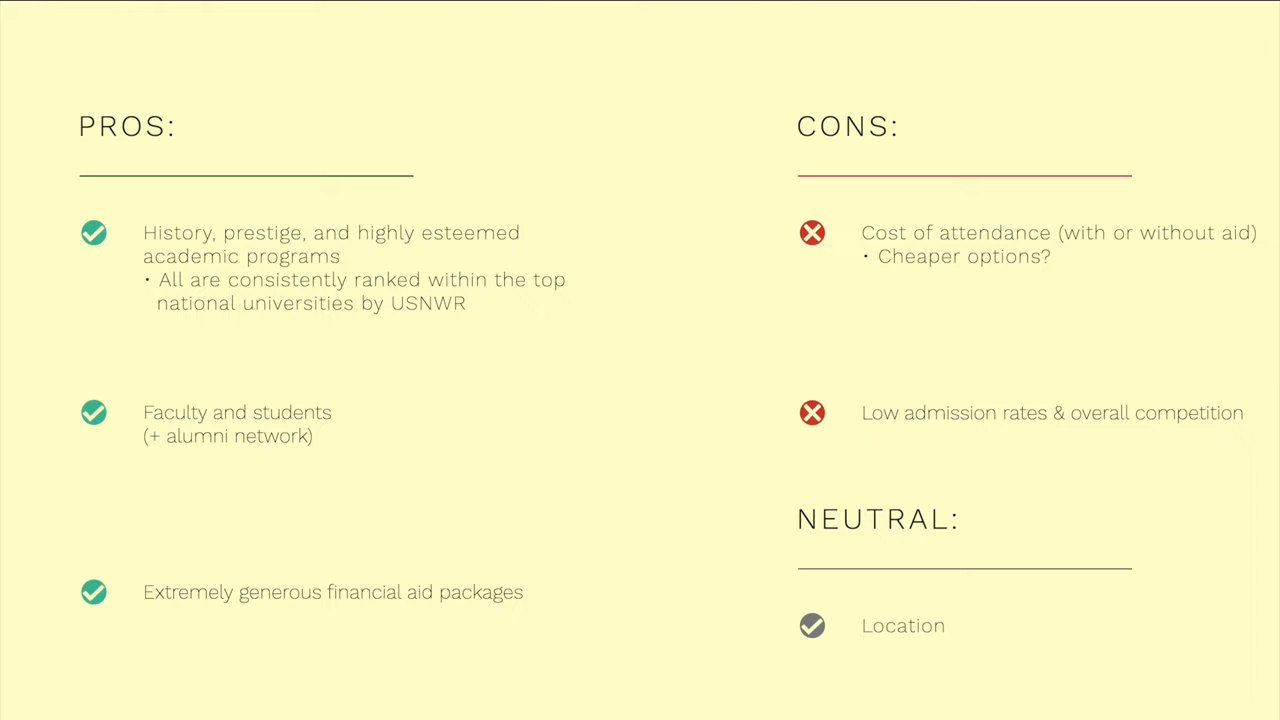 PROS:
History, prestige, and highly esteemed
academic programs
• All are consistently ranked within the top
national universities by USNWR
Faculty and students
(+ alumni network)
Extremely generous financial aid packages
CONS:
Cost of attendance (with or without aid)
• Cheaper options?
Low admission rates & overall competition
NEUTRAL:
Location